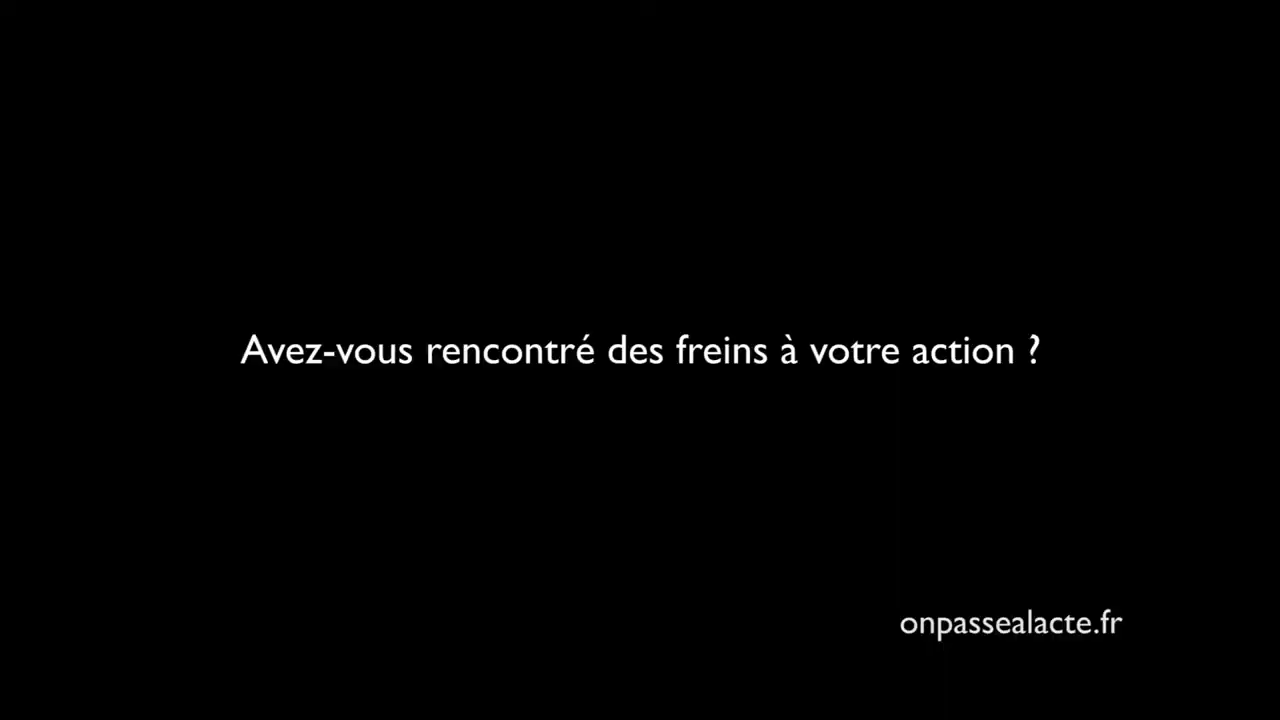 Avez-vous rencontré des freins à votre action ?
onpassealacte.fr